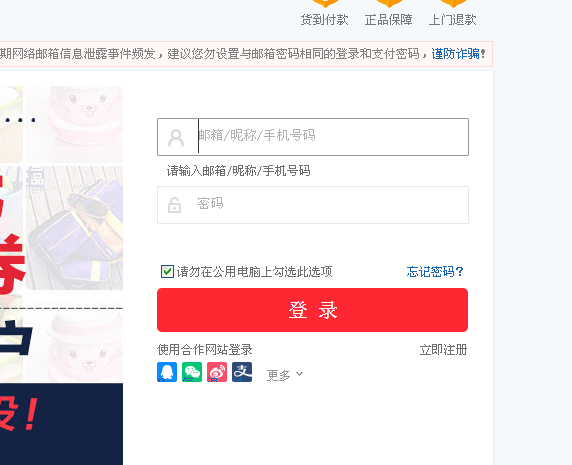 货到付款 正品保障 上门退款
期网络邮箱信息泄露事件频发，建议您勿设置与邮箱密码相同的登录和支付密码，谨防诈骗!
邮箱/昵称/手机号码
请输入邮箱/昵称/手机号码
密码
请勿在公用电脑上勾选此选项 忘记密码?
登 录
使用合作网站登录 立即注册
支 更多
券
户
!